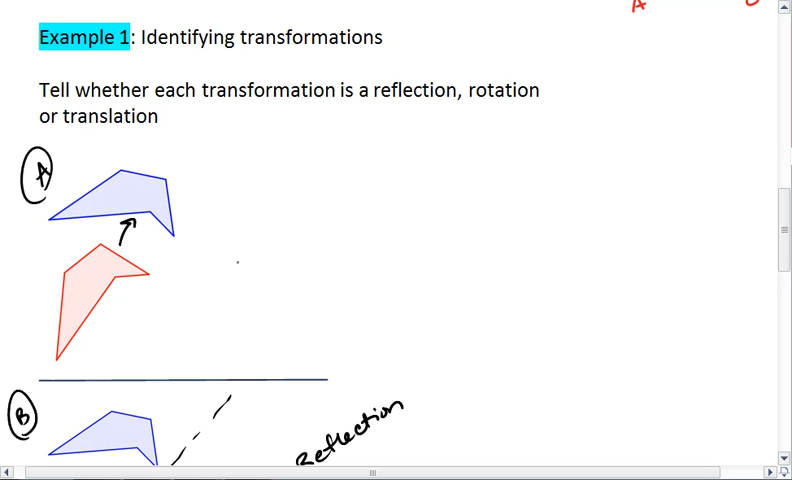 A
Example 1: Identifying transformations
Tell whether each transformation is a reflection, rotation
or translation
A
B
Reflection